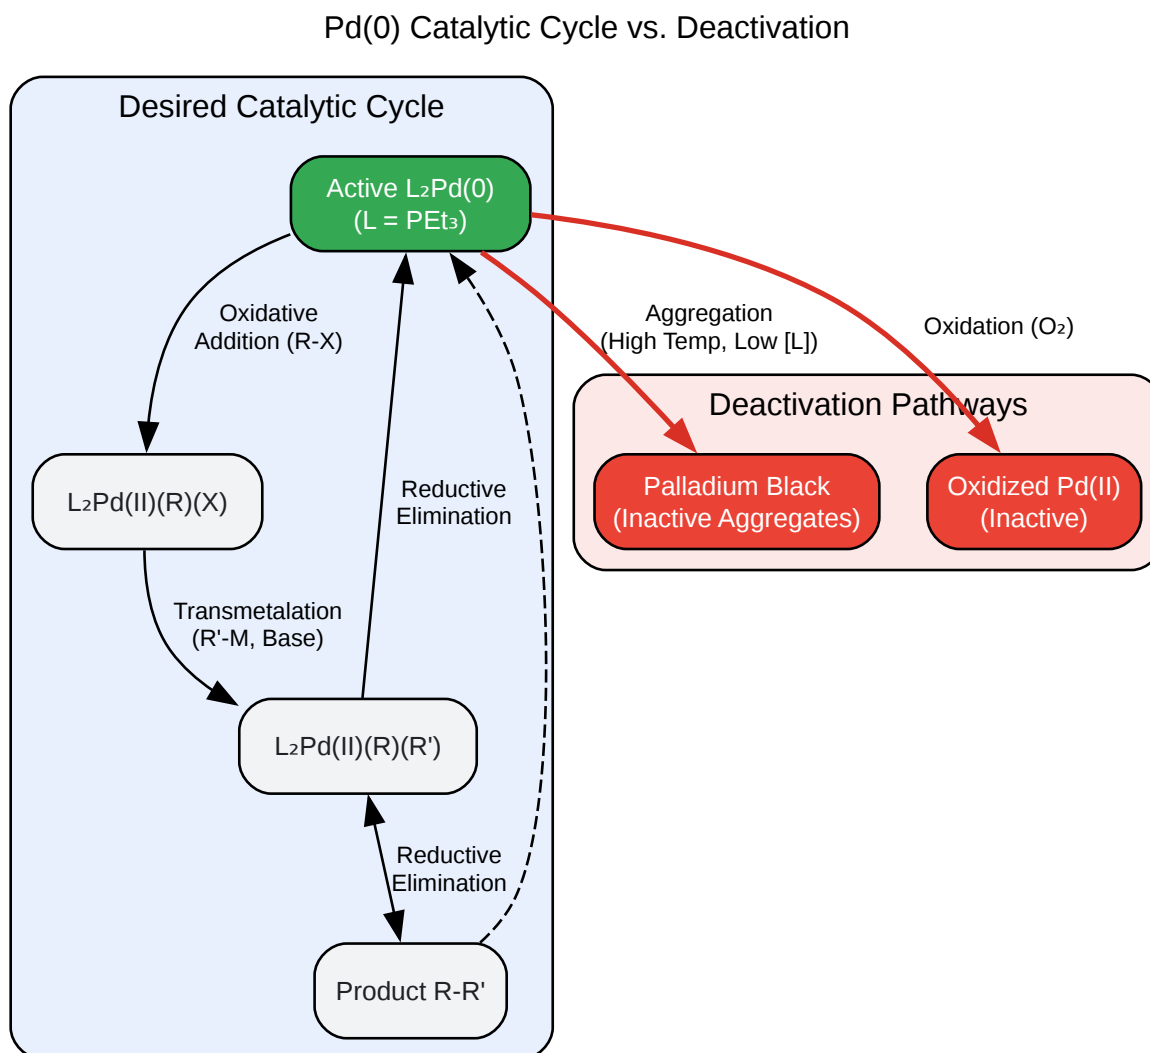 Pd(0) Catalytic Cycle vs. Deactivation
Desired Catalytic Cycle
Active L₂Pd(0)
(L = PEt₃)
Oxidative
Addition (R-X)
Aggregation
(High Temp, Low [L])
Oxidation (O₂)
Deactivation Pathways
L₂Pd(II)(R)(X)
Reductive
Elimination
Palladium Black
(Inactive Aggregates)
Oxidized Pd(II)
(Inactive)
Transmetalation
(R'-M, Base)
L₂Pd(II)(R)(R')
Reductive
Elimination
Product R-R'